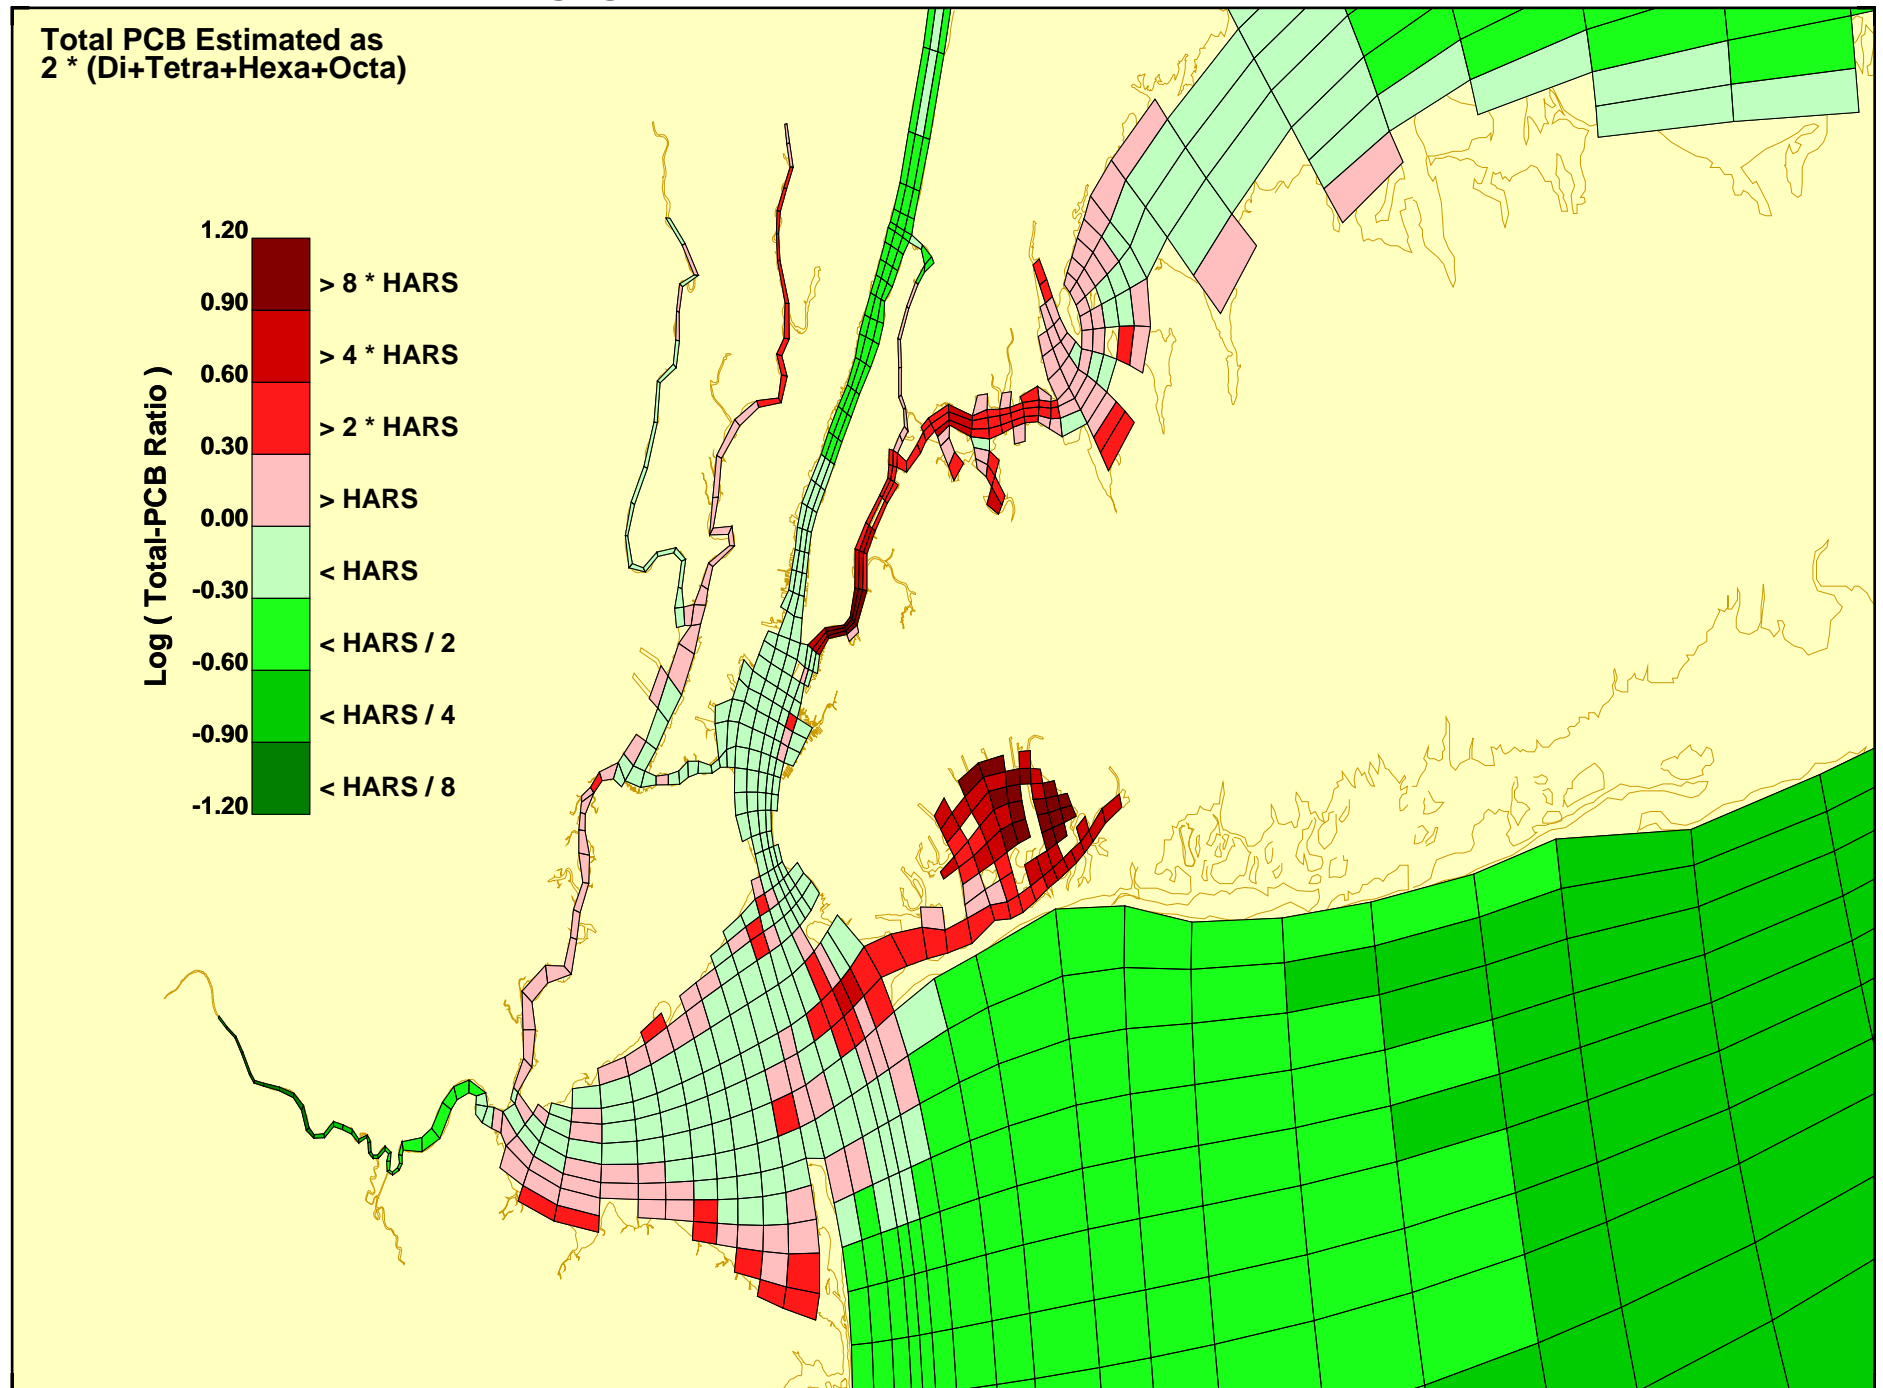 Total PCB Estimated as
2 * (Di+Tetra+Hexa+Octa)
Log ( Total-PCB Ratio )
1.20
> 8 * HARS
0.90
> 4 * HARS
0.60
> 2 * HARS
0.30
> HARS
0.00
< HARS
-0.30
< HARS / 2
-0.60
< HARS / 4
-0.90
< HARS / 8
-1.20